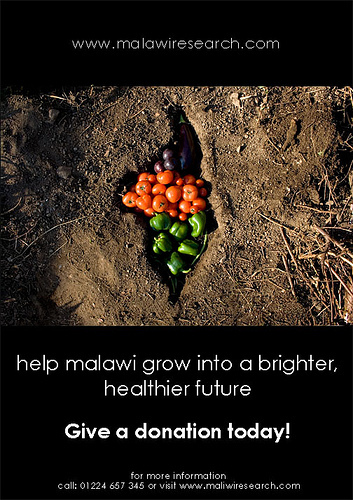 www.malawiresearch.com
help malawi grow into a brighter,
healthier future
Give a donation today!
for more information
call: 01224 657 345 or visit www.maliwiresearch.com